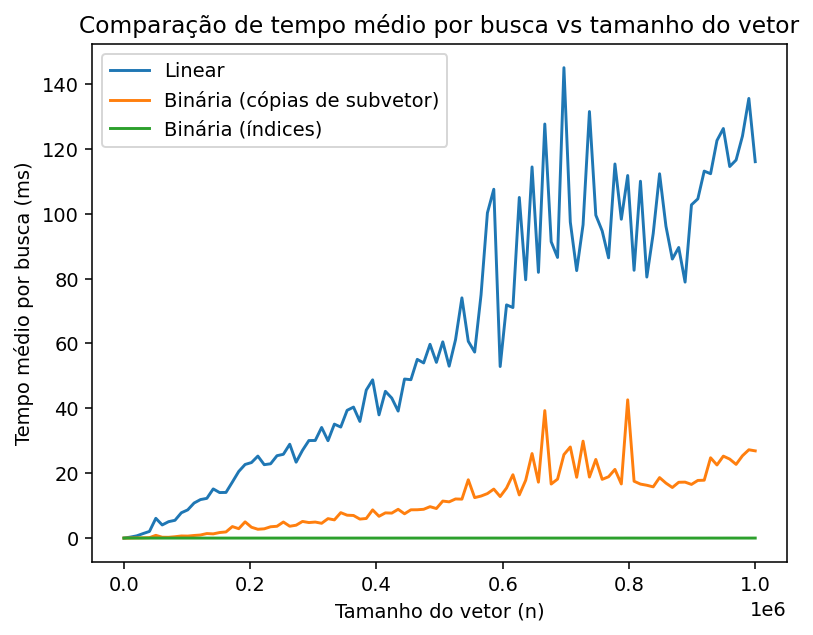 Comparação de tempo médio por busca vs tamanho do vetor
Linear
Binária (cópias de subvetor)
Binária (índices)
Tempo médio por busca (ms)
140
120
100
80
60
40
20
0
0.0
0.2
0.4
0.6
0.8
1.0
1e6
Tamanho do vetor (n)